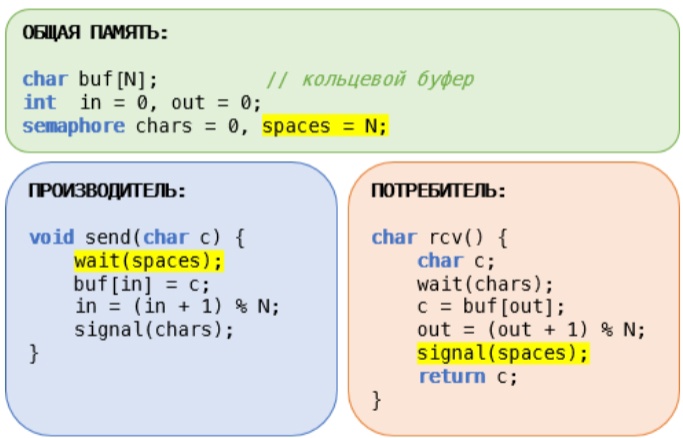 ОБЩАЯ ПАМЯТЬ:
char buf[N];          // кольцевой буфер
int  in = 0, out = 0;
semaphore chars = 0, spaces = N;
ПРОИЗВОДИТЕЛЬ:
void send(char c) {
    wait(spaces);
    buf[in] = c;
    in = (in + 1) % N;
    signal(chars);
}
ПОТРЕБИТЕЛЬ:
char rcv() {
    char c;
    wait(chars);
    c = buf[out];
    out = (out + 1) % N;
    signal(spaces);
    return c;
}